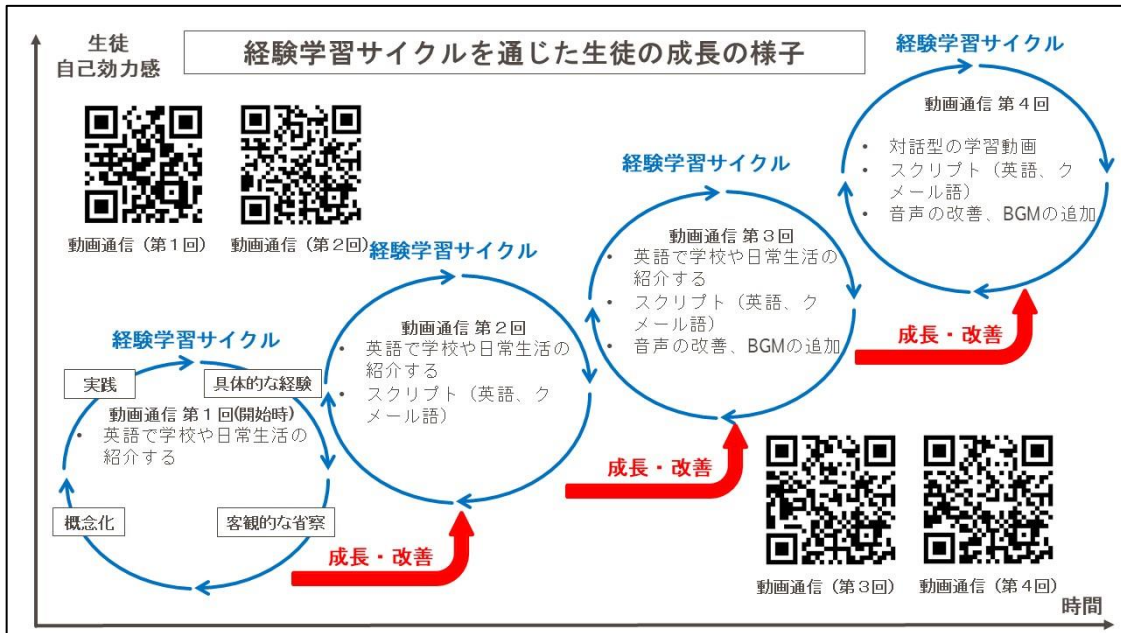 生徒
自己効力感
経験学習サイクルを通じた生徒の成長の様子
動画通信（第１回）
動画通信（第２回）
経験学習サイクル
実践
具体的な経験
動画通信 第１回(開始時)
• 英語で学校や日常生活の
紹介する
概念化
客観的な省察
成長・改善
経験学習サイクル
動画通信 第２回
• 英語で学校や日常生活の
紹介する
• スクリプト（英語、ク
メール語）
成長・改善
経験学習サイクル
動画通信 第３回
• 英語で学校や日常生活の
紹介する
• スクリプト（英語、ク
メール語）
• 音声の改善、BGMの追加
成長・改善
経験学習サイクル
動画通信 第４回
• 対話型の学習動画
• スクリプト（英語、ク
メール語）
• 音声の改善、BGMの追加
動画通信（第３回）
動画通信（第４回）
時間